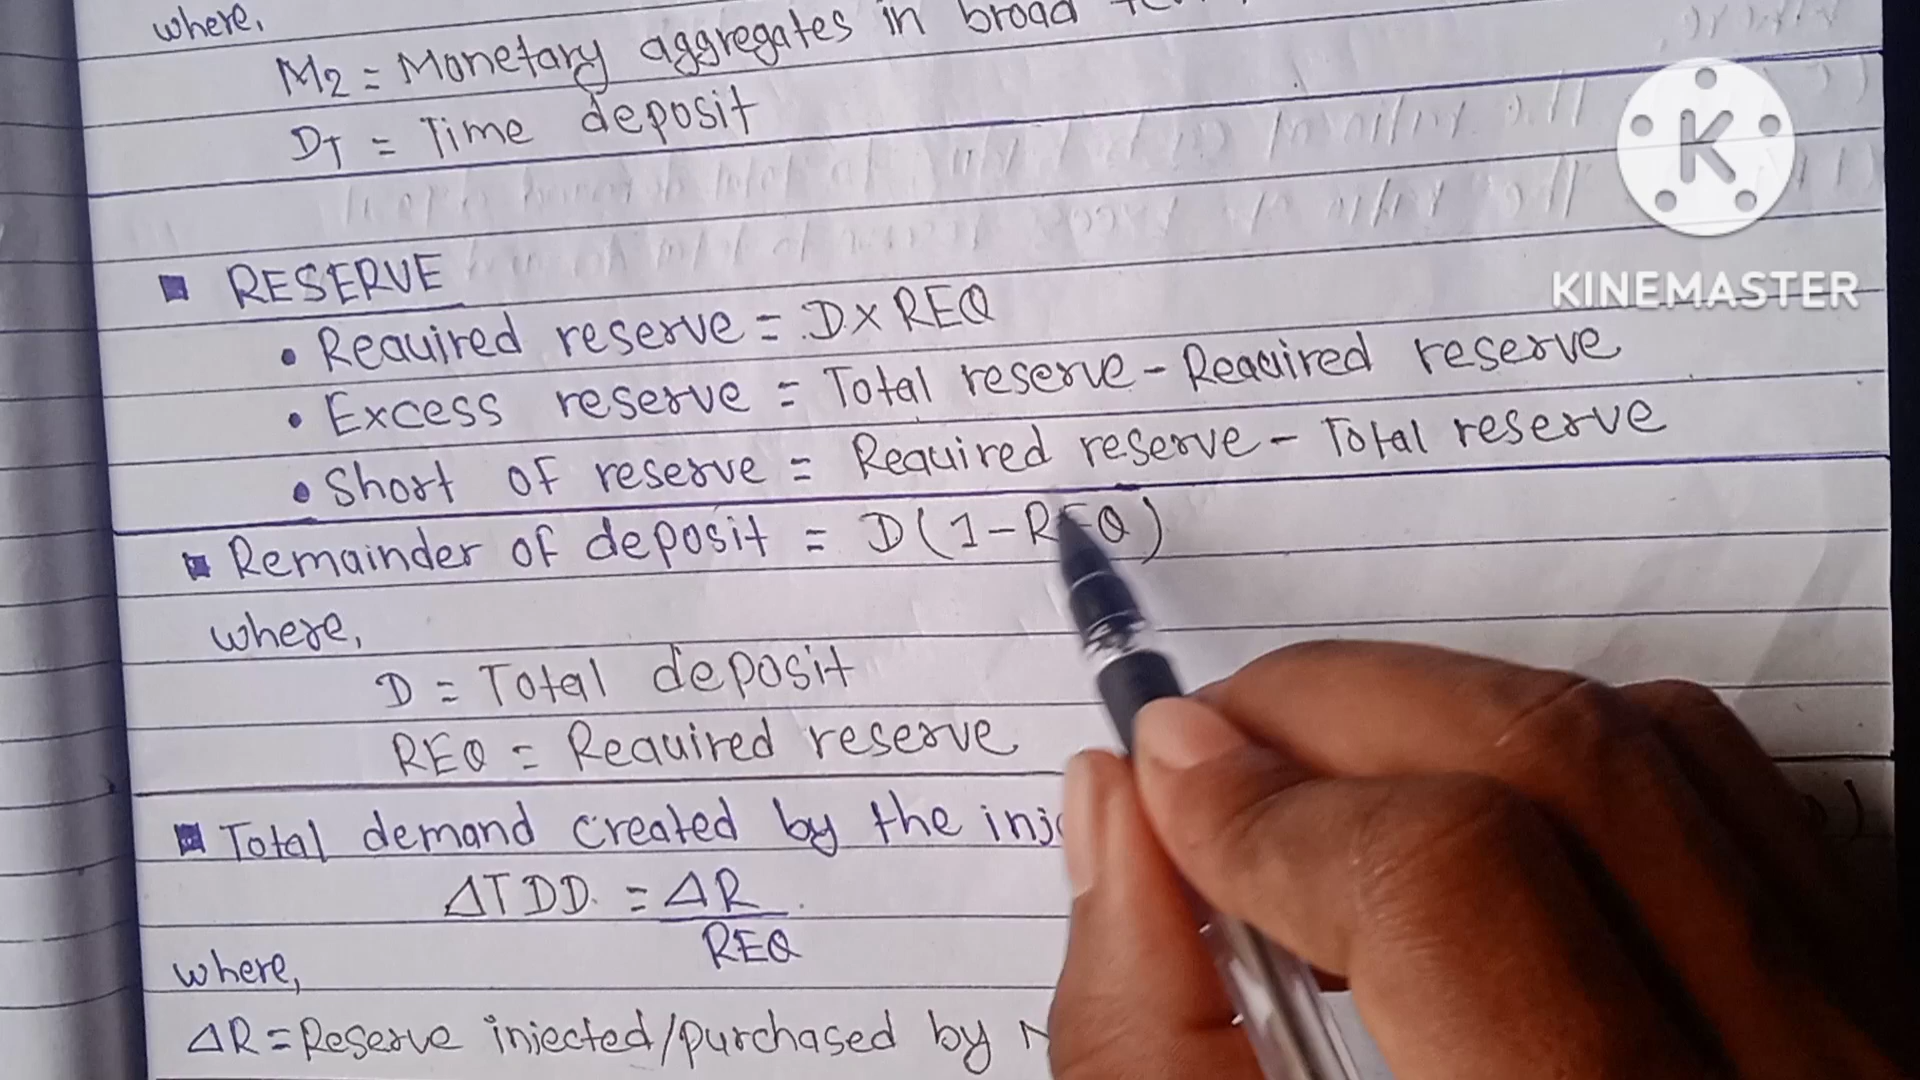 where,
M2 = Monetary aggregates in broad
DT = Time deposit
K
KINEMASTER
RESERVE
• Required reserve = D x REQ
• Excess reserve = Total reserve - Required reserve
• Short of reserve = Required reserve - Total reserve
Remainder of deposit = D(1-REQ)
where,
D = Total deposit
REQ = Required reserve
Total demand created by the inj
ΔTDD = ΔR
REQ
where,
ΔR = Reserve injected/purchased by N